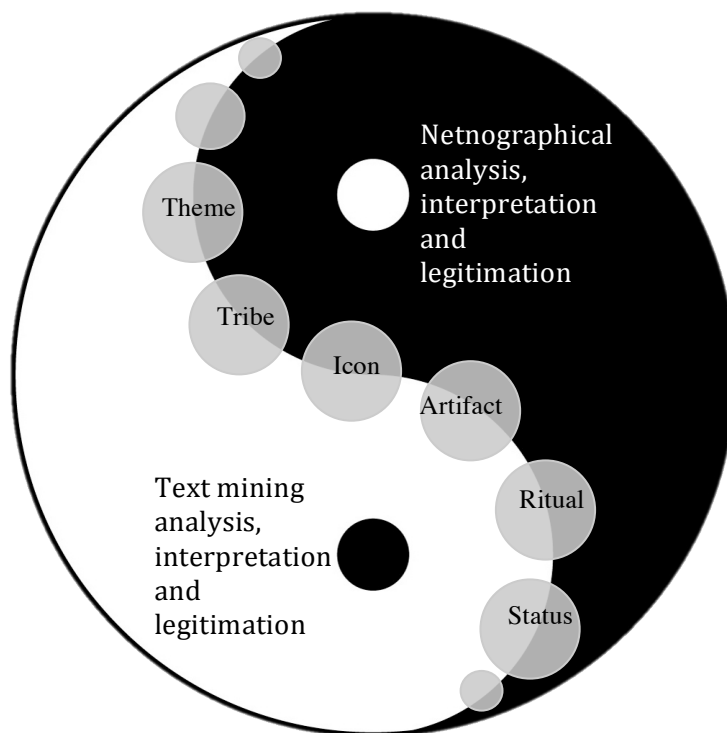 Netnographical
analysis,
interpretation
and
legitimation
Theme
Tribe
Icon
Artifact
Ritual
Status
Text mining
analysis,
interpretation
and
legitimation